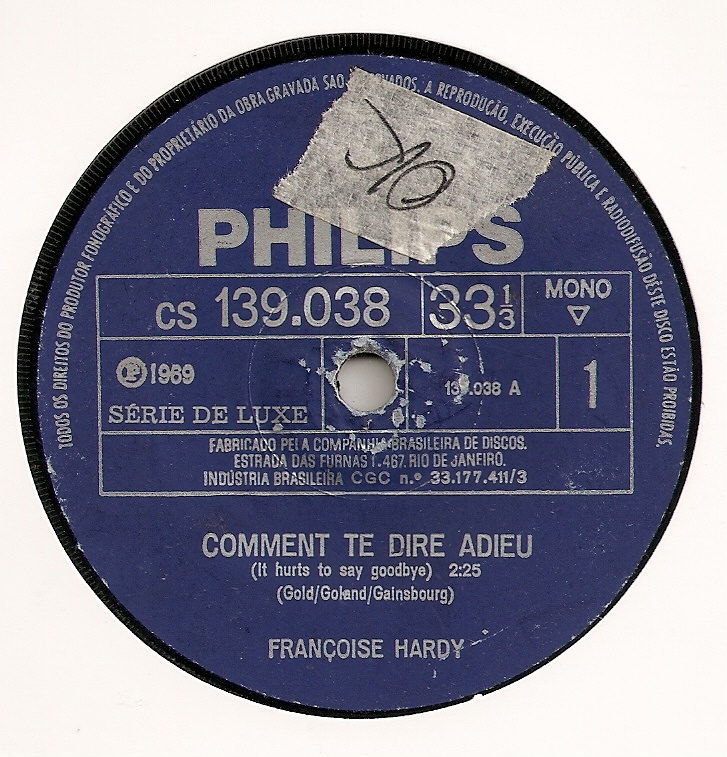 TODOS OS DIREITOS DO PRODUTOR FONOGRÁFICO E DO PROPRIETÁRIO DA OBRA GRAVADA SAO A REPRODUÇÃO, EXECUÇÃO PÚBLICA E RADIODIFUSÃO DÊSTE DISCO ESTÃO PROIBIDAS.
OK
PHILIPS
CS 139.038 33 1/3 MONO
Ⓟ 1969 139.038 A 1
SÉRIE DE LUXE
FABRICADO PELA COMPANHIA BRASILEIRA DE DISCOS.
ESTRADA DAS FURNAS 1.467. RIO DE JANEIRO.
INDÚSTRIA BRASILEIRA CGC n.º 33.177.411/3
COMMENT TE DIRE ADIEU
(It hurts to say goodbye) 2:25
(Gold/Goland/Gainsbourg)
FRANÇOISE HARDY